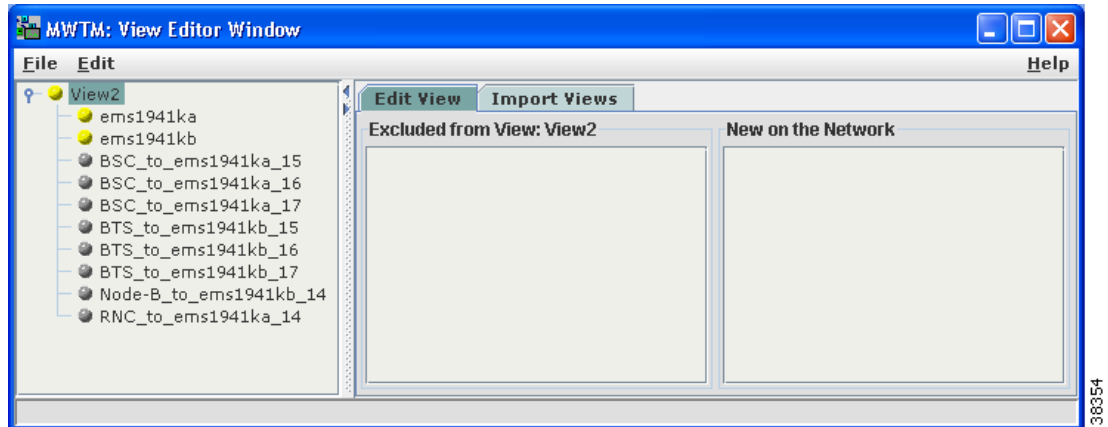 MWTM: View Editor Window
File Edit Help
View2
ems1941ka
ems1941kb
BSC_to_ems1941ka_15
BSC_to_ems1941ka_16
BSC_to_ems1941ka_17
BTS_to_ems1941kb_15
BTS_to_ems1941kb_16
BTS_to_ems1941kb_17
Node-B_to_ems1941kb_14
RNC_to_ems1941ka_14
Edit View Import Views
Excluded from View: View2
New on the Network
38354